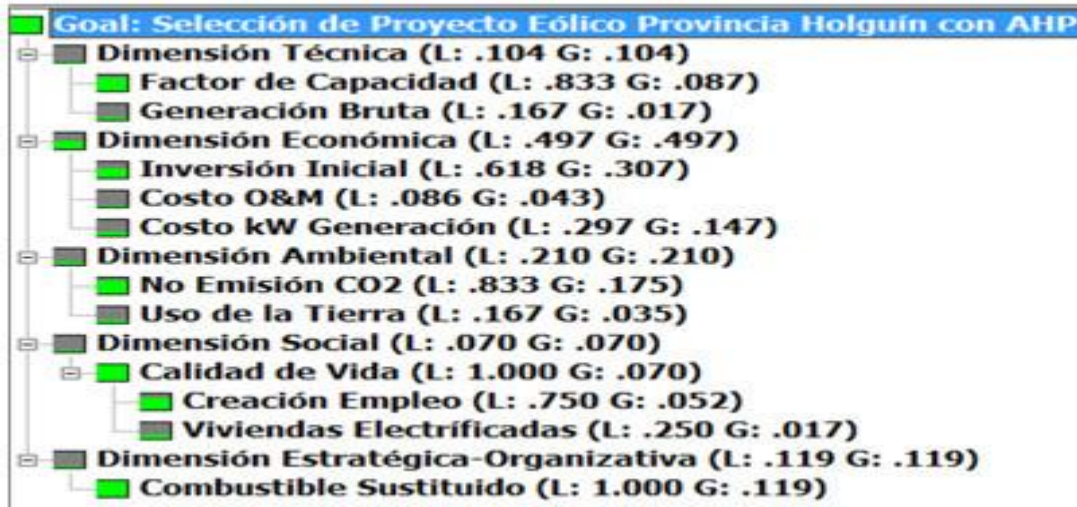 Goal: Selección de Proyecto Eólico Provincia Holguín con AHP
Dimensión Técnica (L: .104 G: .104)
Factor de Capacidad (L: .833 G: .087)
Generación Bruta (L: .167 G: .017)
Dimensión Económica (L: .497 G: .497)
Inversión Inicial (L: .618 G: .307)
Costo O&M (L: .086 G: .043)
Costo kW Generación (L: .297 G: .147)
Dimensión Ambiental (L: .210 G: .210)
No Emisión CO2 (L: .833 G: .175)
Uso de la Tierra (L: .167 G: .035)
Dimensión Social (L: .070 G: .070)
Calidad de Vida (L: 1.000 G: .070)
Creación Empleo (L: .750 G: .052)
Viviendas Electríficadas (L: .250 G: .017)
Dimensión Estratégica-Organizativa (L: .119 G: .119)
Combustible Sustituido (L: 1.000 G: .119)